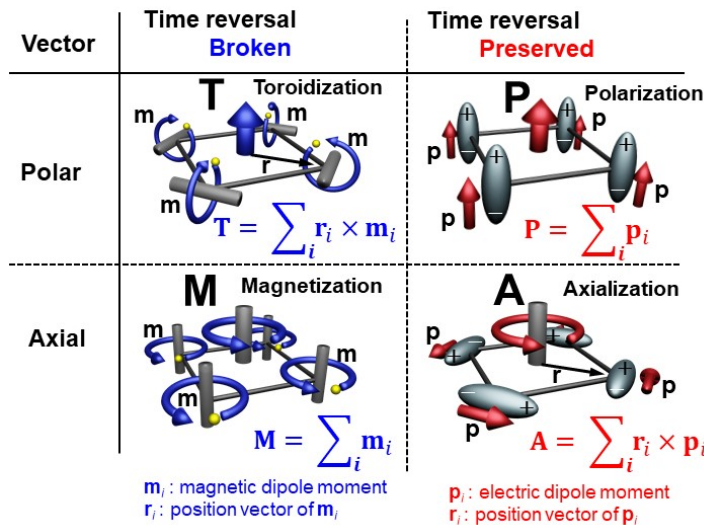 Vector
Time reversal
Broken
Time reversal
Preserved
Polar
T Toroidization
m
m
m
m
r
T = ∑ᵢ rᵢ × mᵢ
P Polarization
+
+
+
+
−
−
−
−
p
p
p
p
P = ∑ᵢ pᵢ
Axial
M Magnetization
m
m
m
M = ∑ᵢ mᵢ
A Axialization
p
p
p
+
+
+
+
−
−
−
r
A = ∑ᵢ rᵢ × pᵢ
mᵢ : magnetic dipole moment
rᵢ : position vector of mᵢ
pᵢ : electric dipole moment
rᵢ : position vector of pᵢ